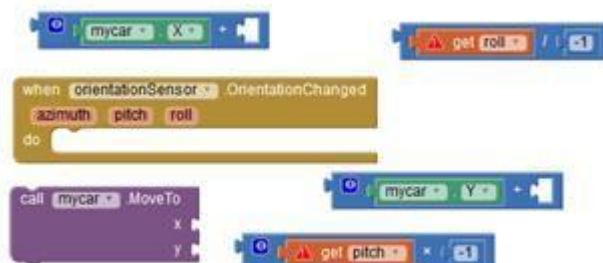 mycar . X +
get roll / -1
when orientationSensor .OrientationChanged
azimuth pitch roll
do
mycar . Y +
call mycar .MoveTo
x
y
get pitch × -1